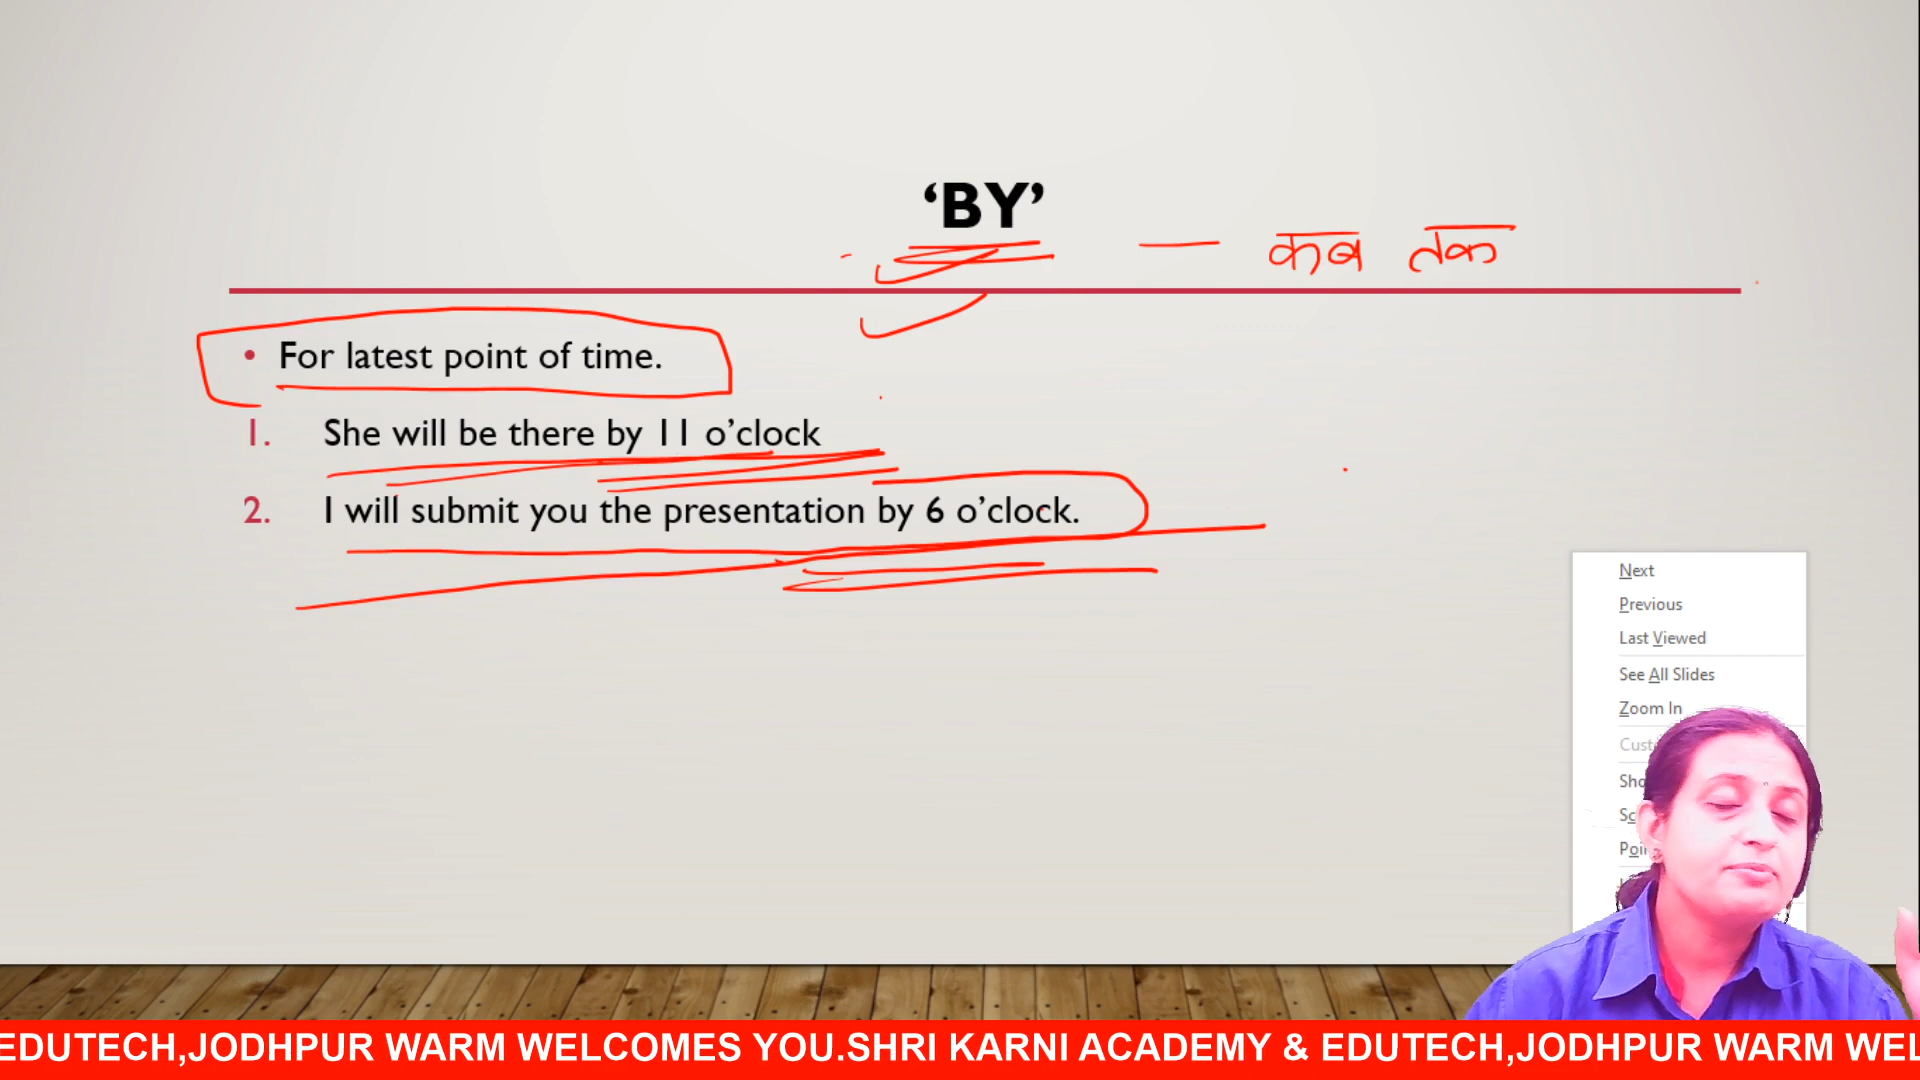 ‘BY’
— कब तक
• For latest point of time.
1. She will be there by 11 o’clock
2. I will submit you the presentation by 6 o’clock.
Next
Previous
Last Viewed
See All Slides
Zoom In
EDUTECH,JODHPUR WARM WELCOMES YOU.SHRI KARNI ACADEMY & EDUTECH,JODHPUR WARM